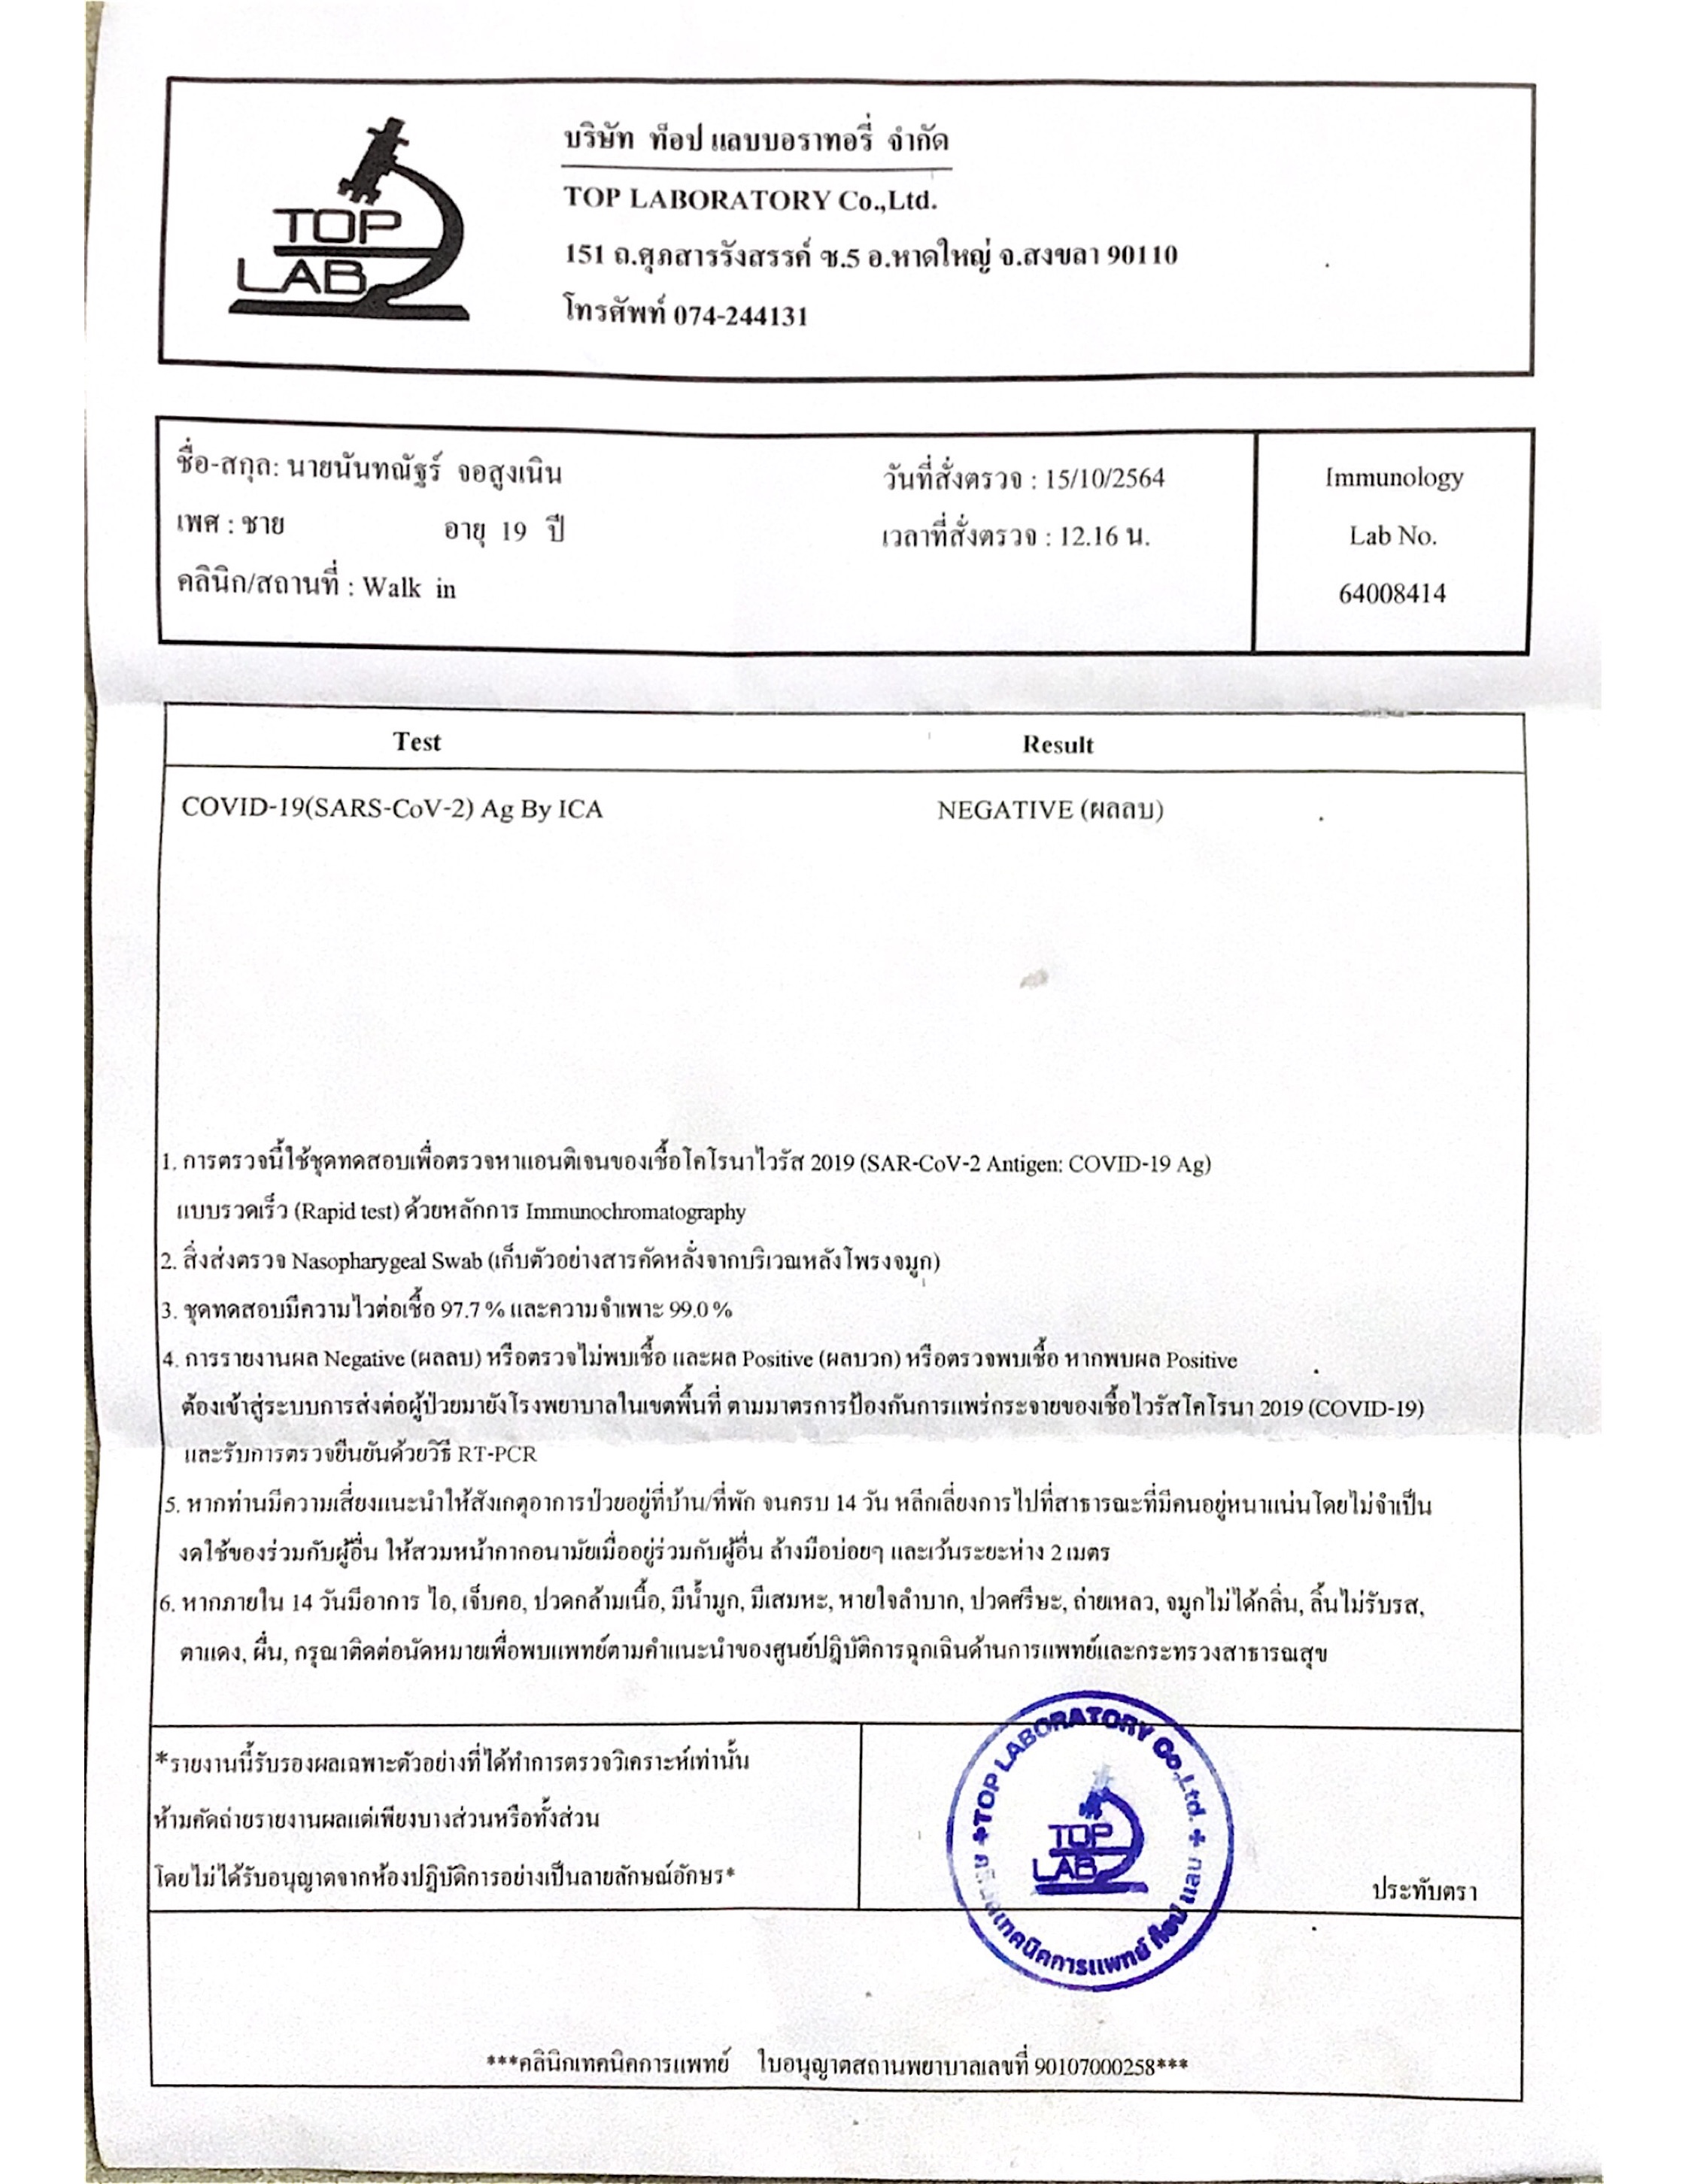 TOP
LAB
บริษัท ท็อป แลบบอราทอรี่ จำกัด
TOP LABORATORY Co.,Ltd.
151 ถ.ศุภสารรังสรรค์ ซ.5 อ.หาดใหญ่ จ.สงขลา 90110
โทรศัพท์ 074-244131
ชื่อ-สกุล: นายนันทณัฐร์ จอสูงเนิน
เพศ : ชาย อายุ 19 ปี
คลินิก/สถานที่ : Walk in
วันที่สั่งตรวจ : 15/10/2564
เวลาที่สั่งตรวจ : 12.16 น.
Immunology
Lab No.
64008414
Test Result
COVID-19(SARS-CoV-2) Ag By ICA NEGATIVE (ผลลบ)
1. การตรวจนี้ใช้ชุดทดสอบเพื่อตรวจหาแอนติเจนของเชื้อโคโรนาไวรัส 2019 (SAR-CoV-2 Antigen: COVID-19 Ag)
แบบรวดเร็ว (Rapid test) ด้วยหลักการ Immunochromatography
2. สิ่งส่งตรวจ Nasopharygeal Swab (เก็บตัวอย่างสารคัดหลั่งจากบริเวณหลังโพรงจมูก)
3. ชุดทดสอบมีความไวต่อเชื้อ 97.7 % และความจำเพาะ 99.0 %
4. การรายงานผล Negative (ผลลบ) หรือตรวจไม่พบเชื้อ และผล Positive (ผลบวก) หรือตรวจพบเชื้อ หากพบผล Positive
ต้องเข้าสู่ระบบการส่งต่อผู้ป่วยมายังโรงพยาบาลในเขตพื้นที่ ตามมาตรการป้องกันการแพร่กระจายของเชื้อไวรัสโคโรนา 2019 (COVID-19)
และรับการตรวจยืนยันด้วยวิธี RT-PCR
5. หากท่านมีความเสี่ยงแนะนำให้สังเกตุอาการป่วยอยู่ที่บ้าน/ที่พัก จนครบ 14 วัน หลีกเลี่ยงการไปที่สาธารณะที่มีคนอยู่หนาแน่นโดยไม่จำเป็น
งดใช้ของร่วมกับผู้อื่น ให้สวมหน้ากากอนามัยเมื่ออยู่ร่วมกับผู้อื่น ล้างมือบ่อยๆ และเว้นระยะห่าง 2 เมตร
6. หากภายใน 14 วันมีอาการ ไอ, เจ็บคอ, ปวดกล้ามเนื้อ, มีน้ำมูก, มีเสมหะ, หายใจลำบาก, ปวดศรีษะ, ถ่ายเหลว, จมูกไม่ได้กลิ่น, ลิ้นไม่รับรส,
ตาแดง, ผื่น, กรุณาติดต่อนัดหมายเพื่อพบแพทย์ตามคำแนะนำของศูนย์ปฎิบัติการฉุกเฉินด้านการแพทย์และกระทรวงสาธารณสุข
*รายงานนี้รับรองผลเฉพาะตัวอย่างที่ได้ทำการตรวจวิเคราะห์เท่านั้น
ห้ามคัดถ่ายรายงานผลแต่เพียงบางส่วนหรือทั้งส่วน
โดยไม่ได้รับอนุญาตจากห้องปฎิบัติการอย่างเป็นลายลักษณ์อักษร*
TOP LABORATORY Co.,Ltd.
TOP
LAB
เทคนิคการแพทย์ ท็อป แลบ
ประทับตรา
***คลินิกเทคนิคการแพทย์ ใบอนุญาตสถานพยาบาลเลขที่ 90107000258***